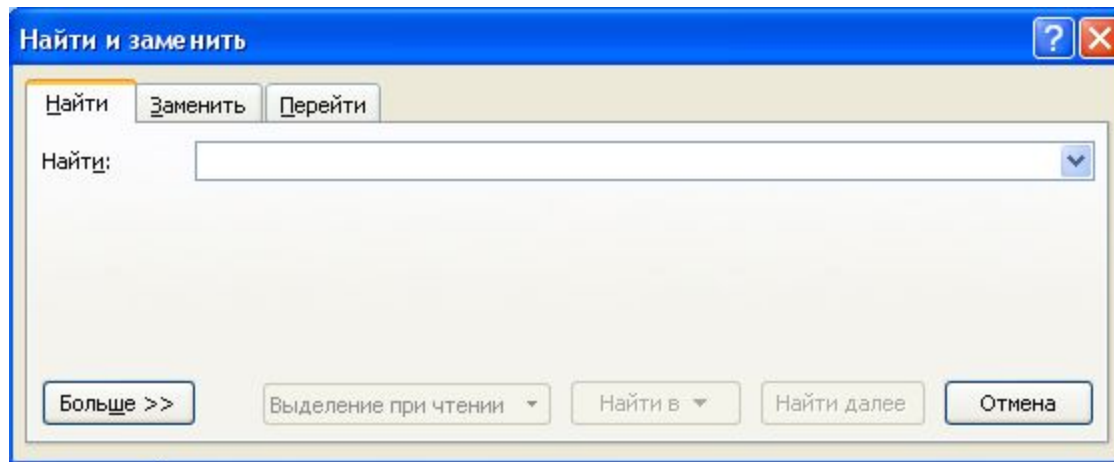 Найти и заменить
Найти Заменить Перейти
Найти:
Больше >> Выделение при чтении Найти в Найти далее Отмена